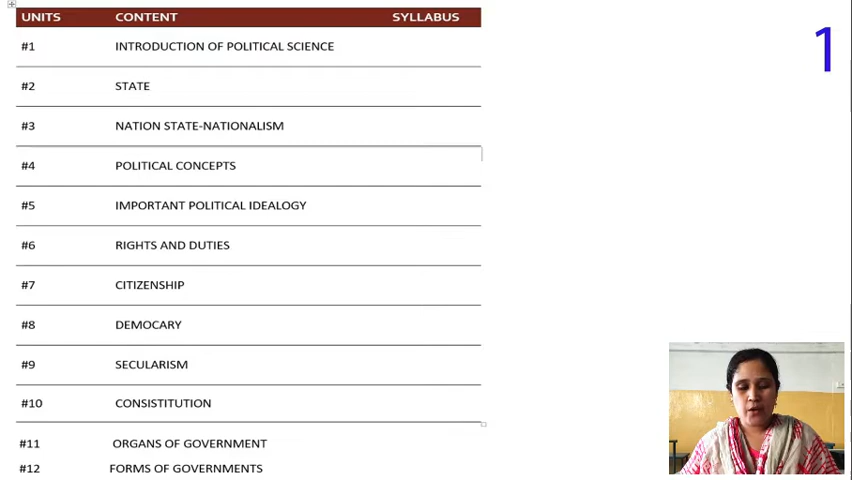 UNITS CONTENT SYLLABUS
1
#1 INTRODUCTION OF POLITICAL SCIENCE
#2 STATE
#3 NATION STATE-NATIONALISM
#4 POLITICAL CONCEPTS
#5 IMPORTANT POLITICAL IDEALOGY
#6 RIGHTS AND DUTIES
#7 CITIZENSHIP
#8 DEMOCARY
#9 SECULARISM
#10 CONSISTITUTION
#11 ORGANS OF GOVERNMENT
#12 FORMS OF GOVERNMENTS